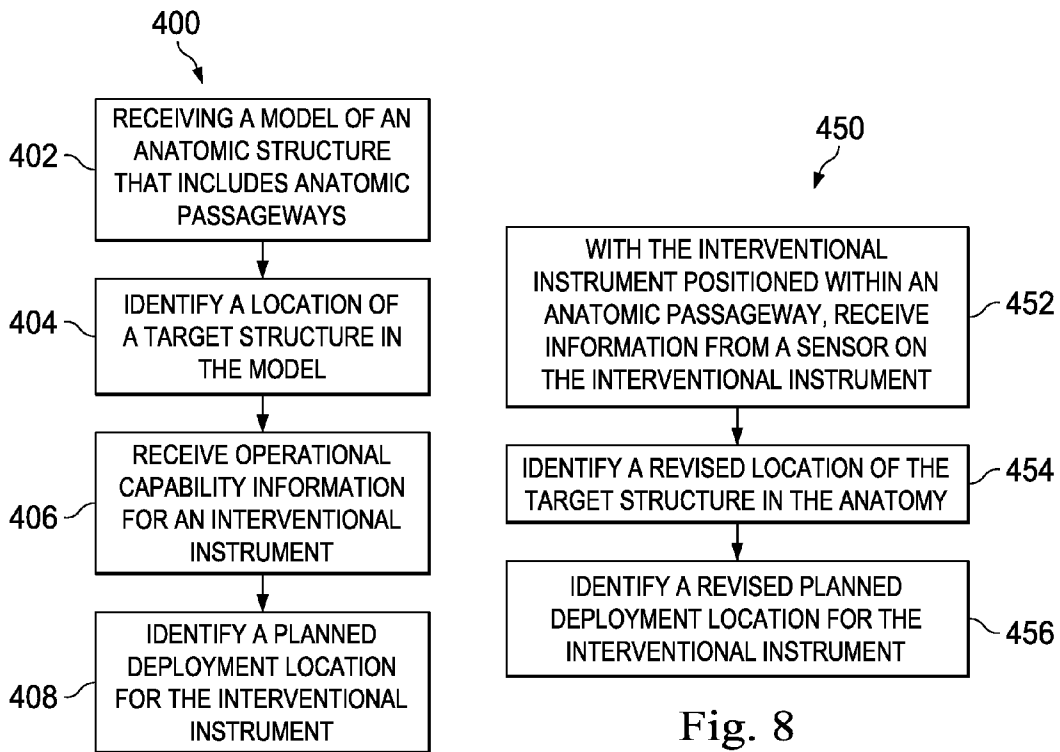 400
402
RECEIVING A MODEL OF AN
ANATOMIC STRUCTURE
THAT INCLUDES ANATOMIC
PASSAGEWAYS
404
IDENTIFY A LOCATION OF
A TARGET STRUCTURE IN
THE MODEL
406
RECEIVE OPERATIONAL
CAPABILITY INFORMATION
FOR AN INTERVENTIONAL
INSTRUMENT
408
IDENTIFY A PLANNED
DEPLOYMENT LOCATION
FOR THE INTERVENTIONAL
INSTRUMENT
450
WITH THE INTERVENTIONAL
INSTRUMENT POSITIONED WITHIN AN
ANATOMIC PASSAGEWAY, RECEIVE
INFORMATION FROM A SENSOR ON
THE INTERVENTIONAL INSTRUMENT
452
IDENTIFY A REVISED LOCATION OF THE
TARGET STRUCTURE IN THE ANATOMY
454
IDENTIFY A REVISED PLANNED
DEPLOYMENT LOCATION FOR THE
INTERVENTIONAL INSTRUMENT
456
Fig. 8